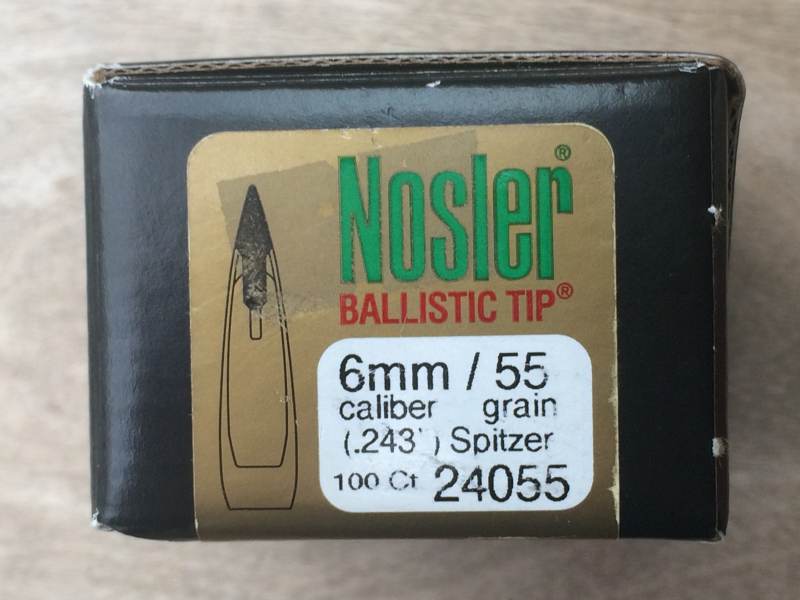 Nosler®
BALLISTIC TIP®
6mm / 55
caliber grain
(.243") Spitzer
100 Ct 24055